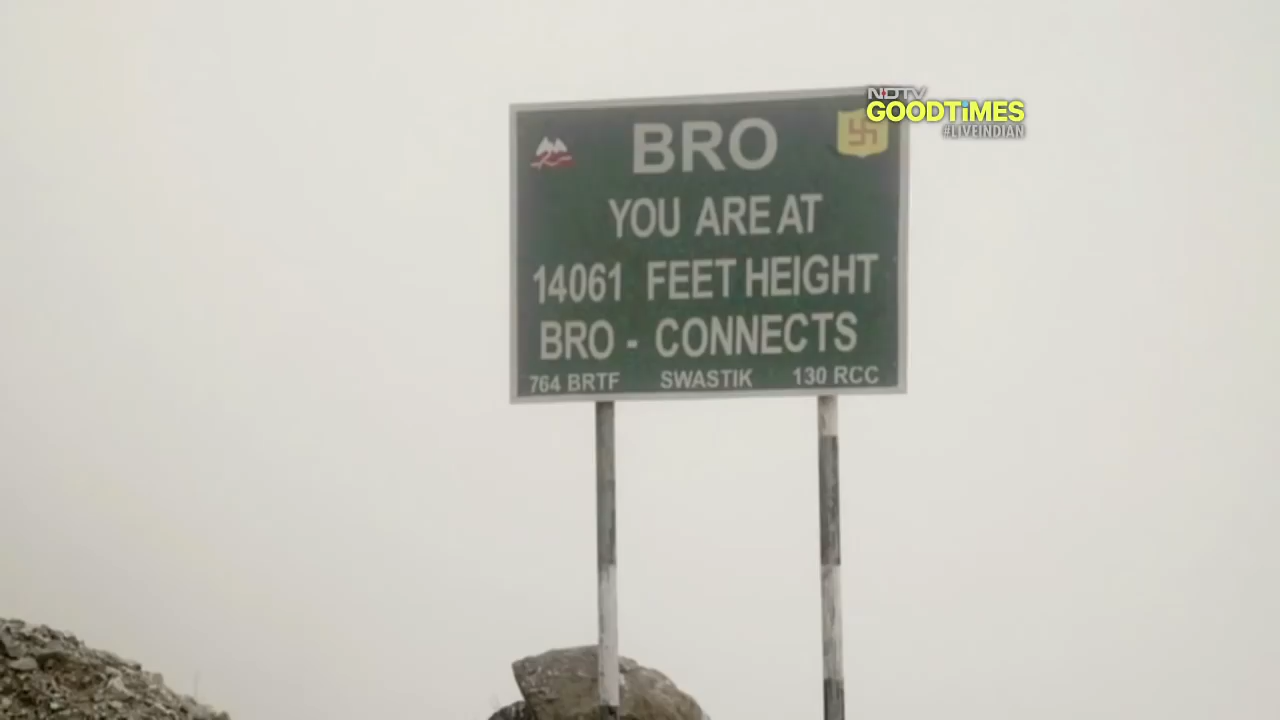 NDTV
GOODTiMES
#LIVEINDIAN
BRO
YOU ARE AT
14061 FEET HEIGHT
BRO - CONNECTS
764 BRTF SWASTIK 130 RCC